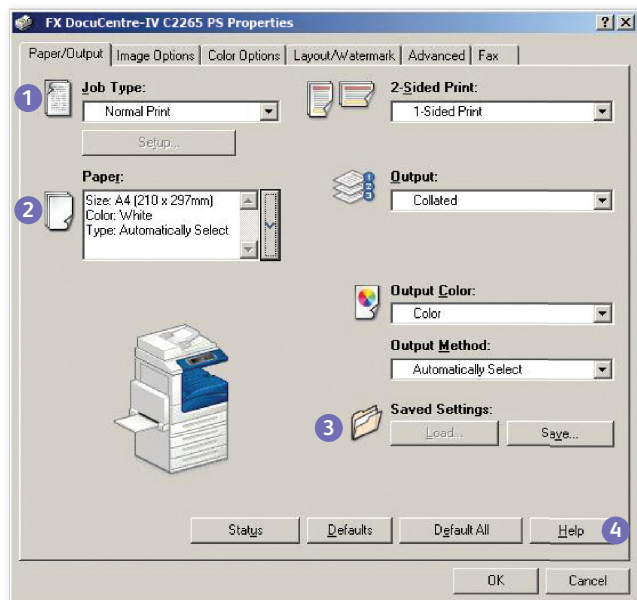 FX DocuCentre-IV C2265 PS Properties
? X
Paper/Output Image Options Color Options Layout/Watermark Advanced Fax
1 Job Type:
Normal Print
Setup...
2 Paper:
Size: A4 (210 x 297mm)
Color: White
Type: Automatically Select
2-Sided Print:
1-Sided Print
1
2
3
Output:
Collated
Output Color:
Color
Output Method:
Automatically Select
3 Saved Settings:
Load... Save...
Status Defaults Default All Help 4
OK Cancel